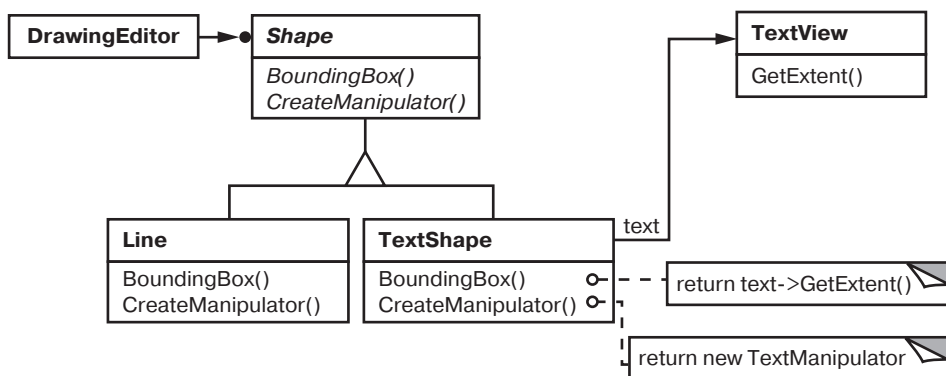 DrawingEditor
Shape
BoundingBox()
CreateManipulator()
TextView
GetExtent()
Line
BoundingBox()
CreateManipulator()
TextShape
BoundingBox()
CreateManipulator()
text
return text->GetExtent()
return new TextManipulator